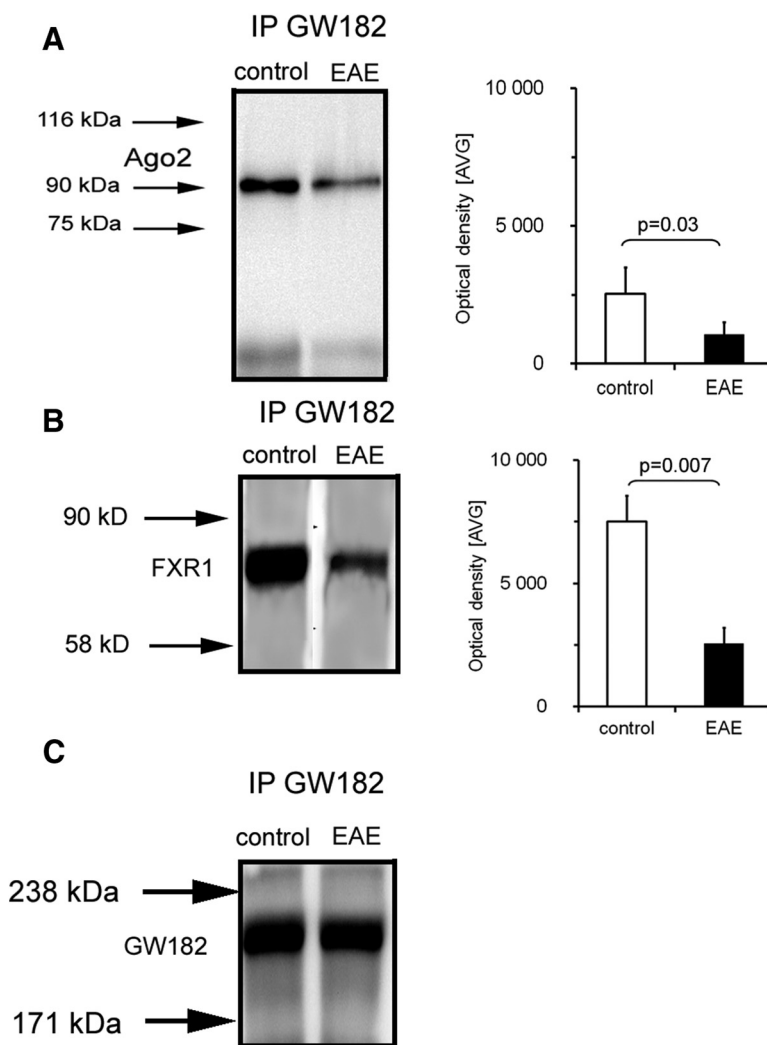 A
IP GW182
control EAE
116 kDa
Ago2
90 kDa
75 kDa
10 000
5 000
0
Optical density [AVG]
p=0.03
control EAE
B
IP GW182
control EAE
90 kD
FXR1
58 kD
10 000
5 000
0
Optical density [AVG]
p=0.007
control EAE
C
IP GW182
control EAE
238 kDa
GW182
171 kDa